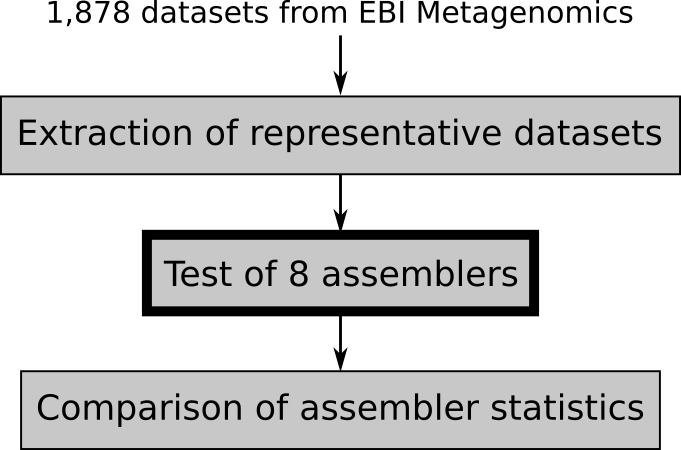 1,878 datasets from EBI Metagenomics
Extraction of representative datasets
Test of 8 assemblers
Comparison of assembler statistics